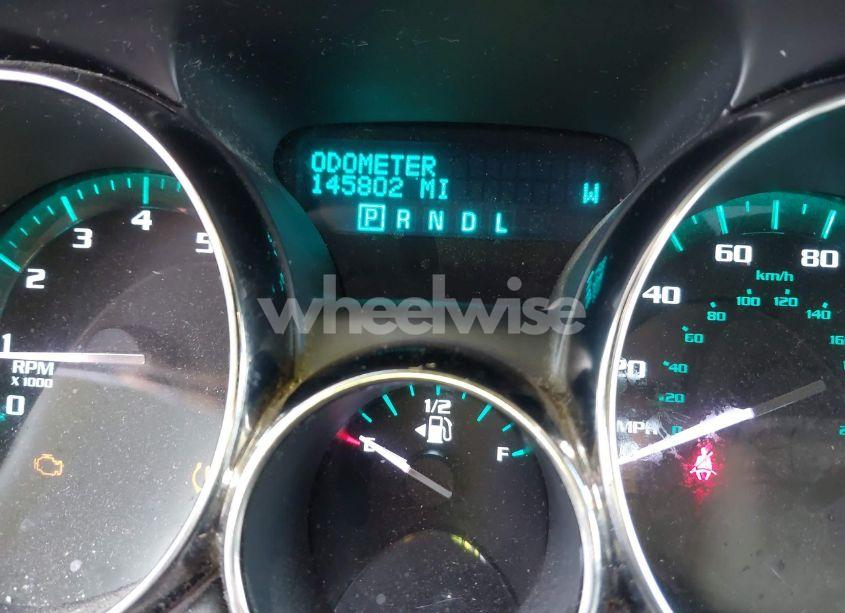 ODOMETER
145802 MI W
P R N D L
1 2 3 4 5
0
RPM
X 1000
wheelwise
E 1/2 F
20 40 60 80
km/h
20 40 60 80 100 120 140
MPH